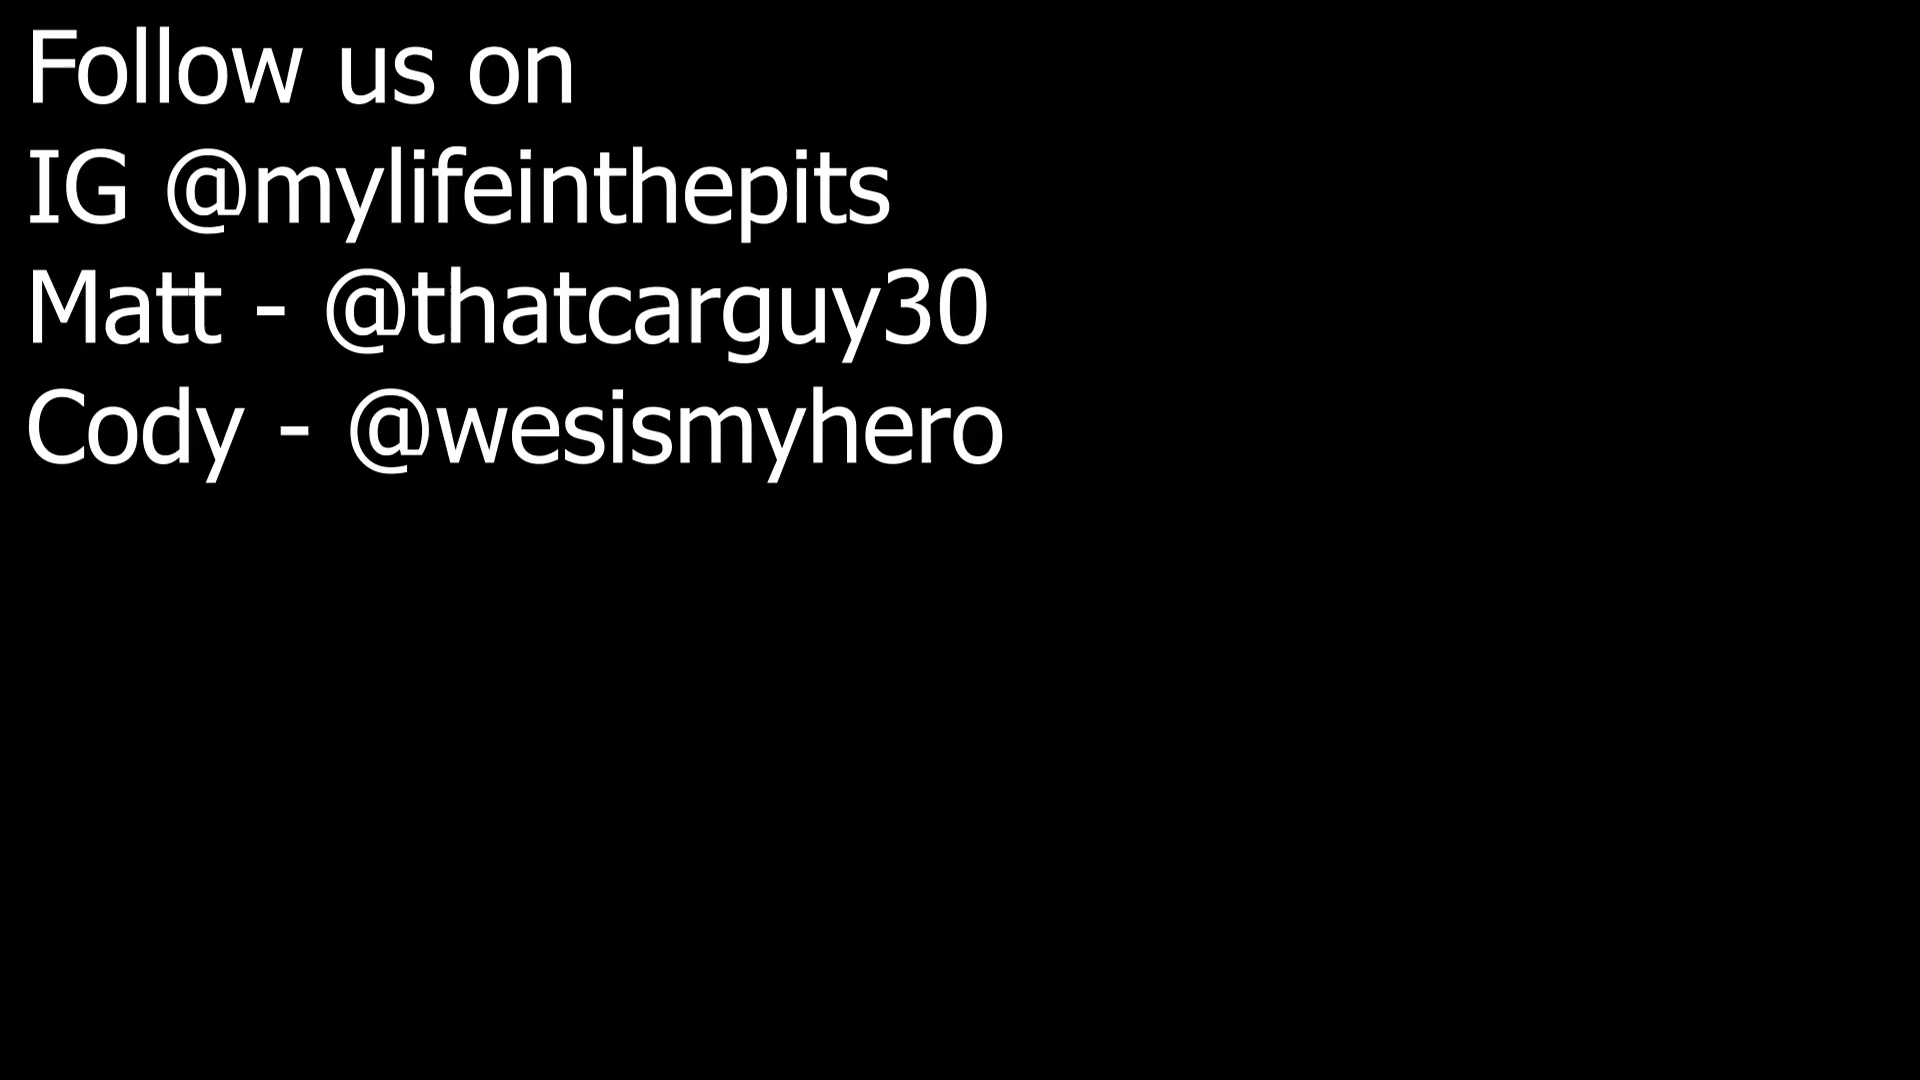 Follow us on
IG @mylifeinthepits
Matt - @thatcarguy30
Cody - @wesismyhero